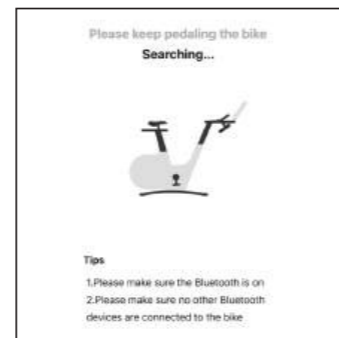 Please keep pedaling the bike
Searching...
Tips
1.Please make sure the Bluetooth is on
2.Please make sure no other Bluetooth
devices are connected to the bike